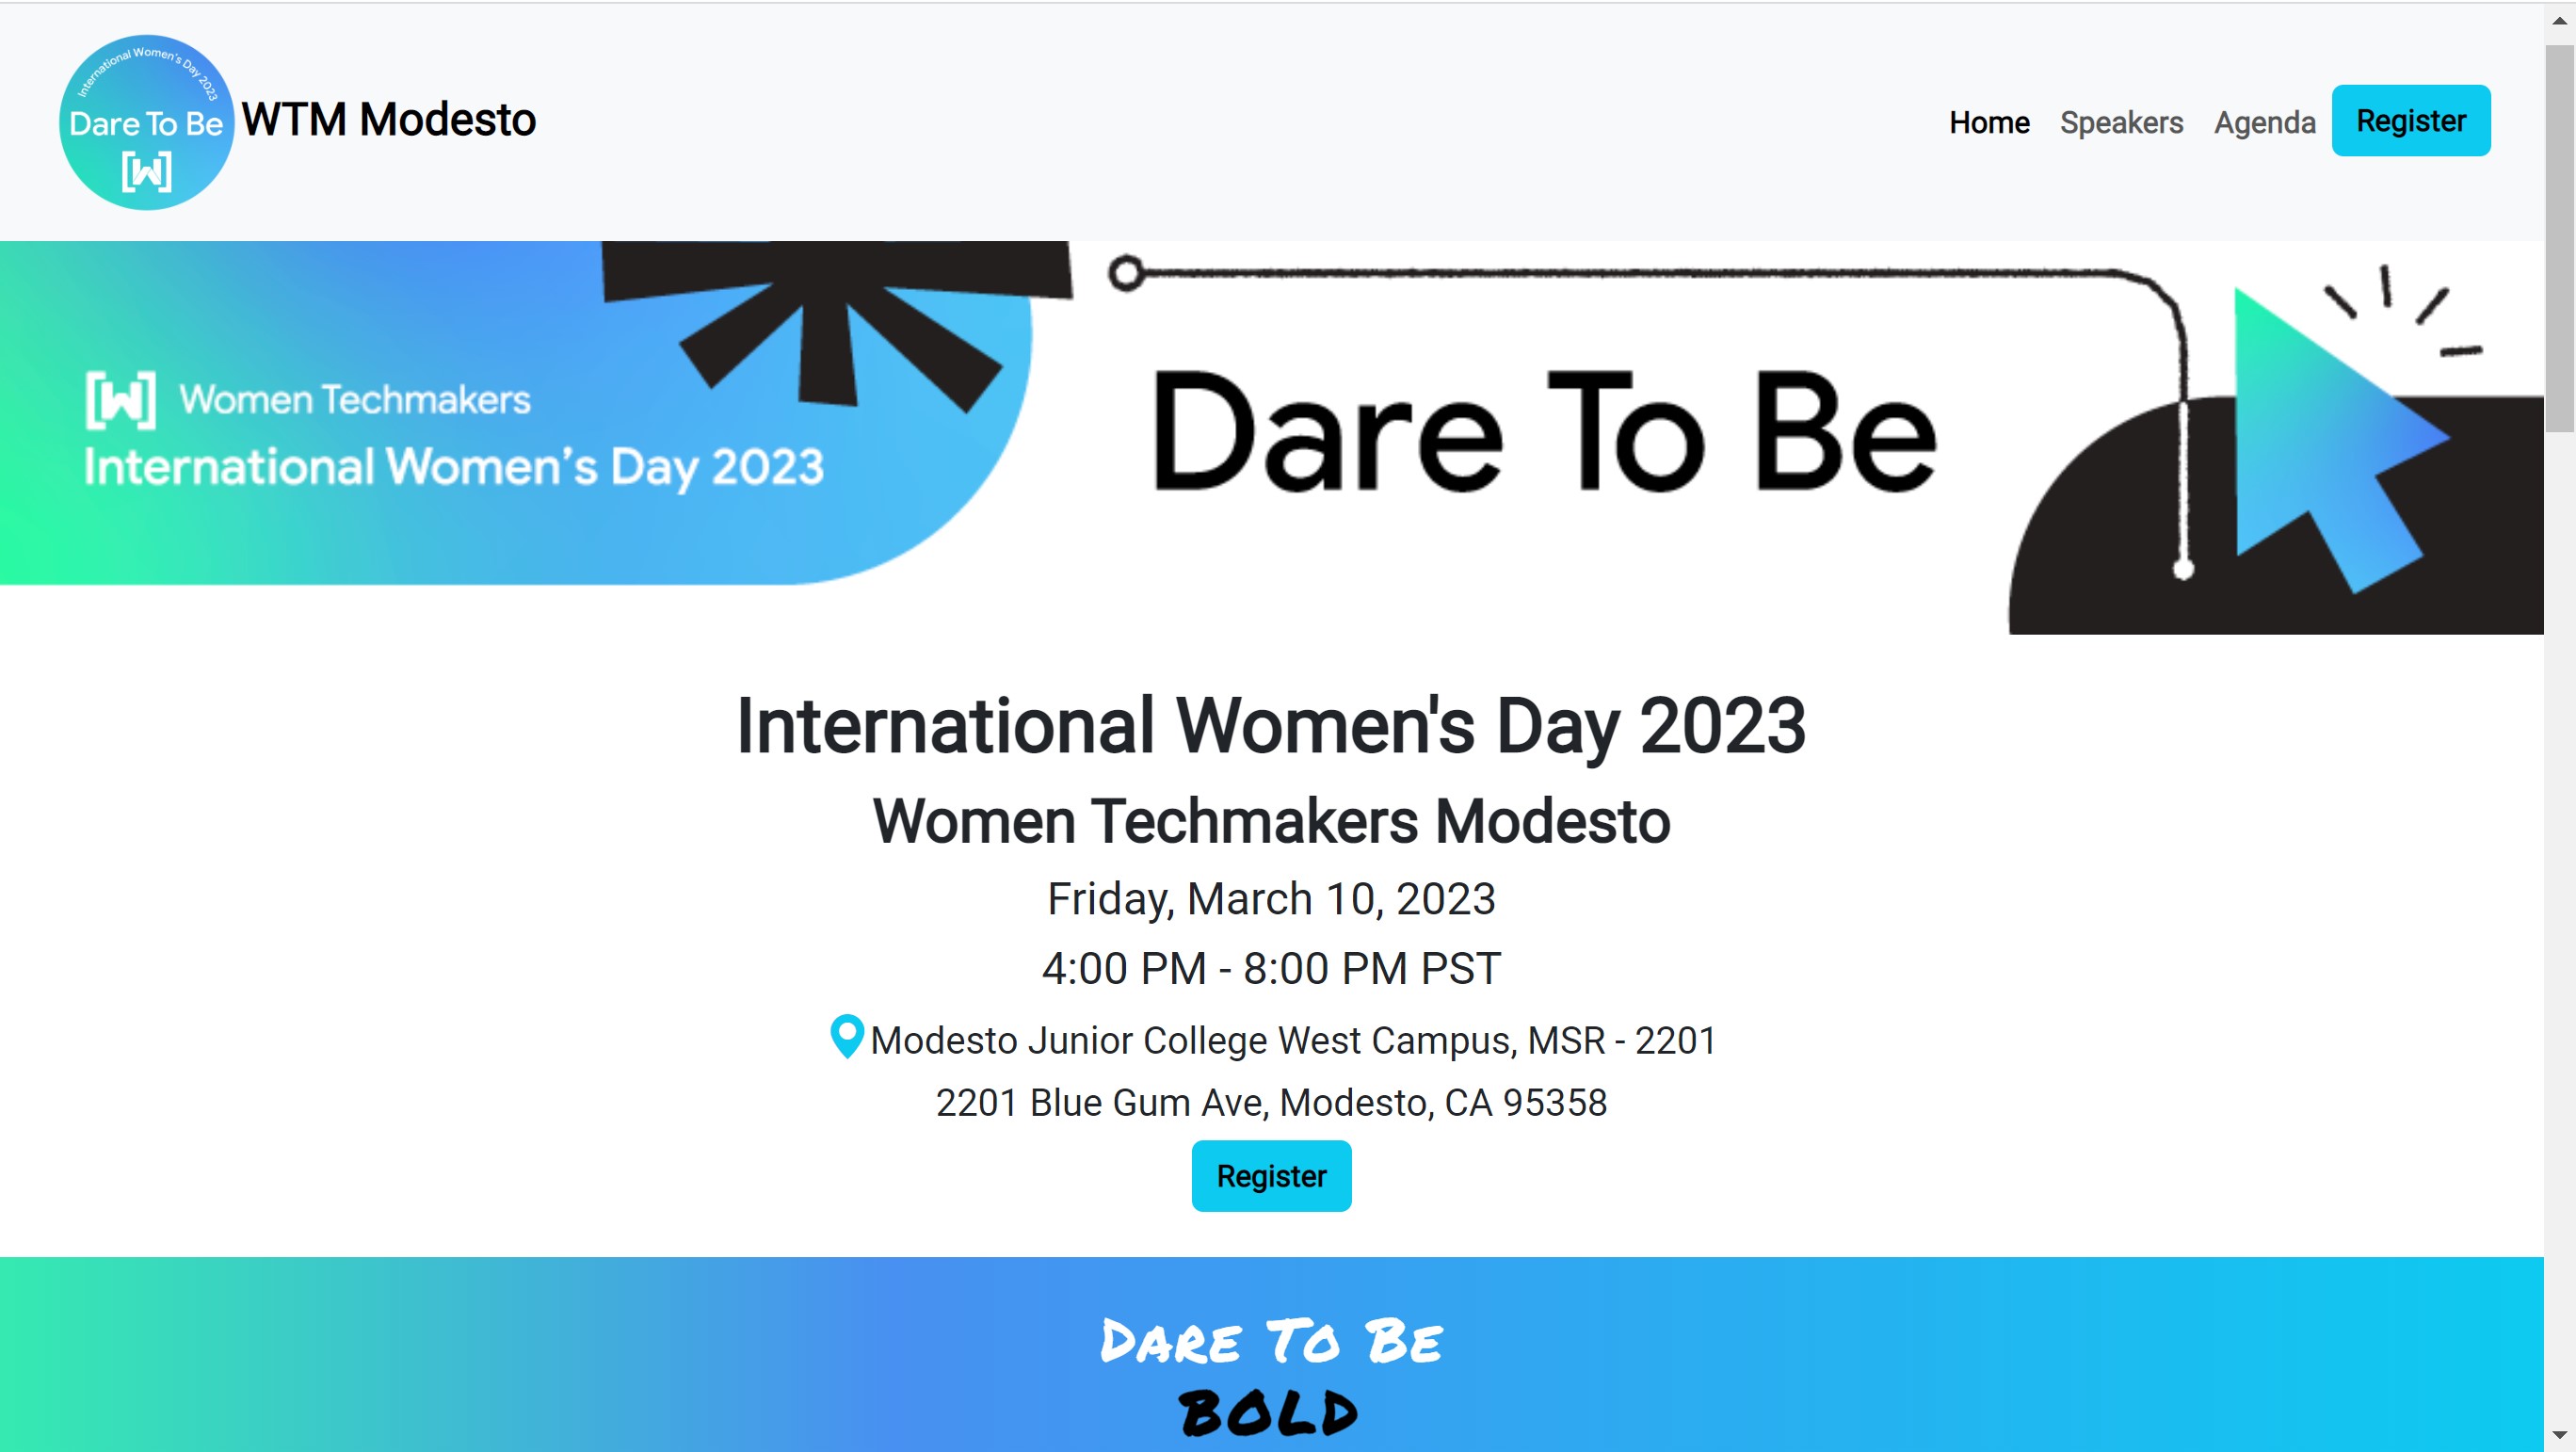 International Women's Day 2023
Dare To Be
[W]
WTM Modesto
Home Speakers Agenda Register
[W] Women Techmakers
International Women's Day 2023
Dare To Be
International Women's Day 2023
Women Techmakers Modesto
Friday, March 10, 2023
4:00 PM - 8:00 PM PST
Modesto Junior College West Campus, MSR - 2201
2201 Blue Gum Ave, Modesto, CA 95358
Register
Dare To Be
BOLD